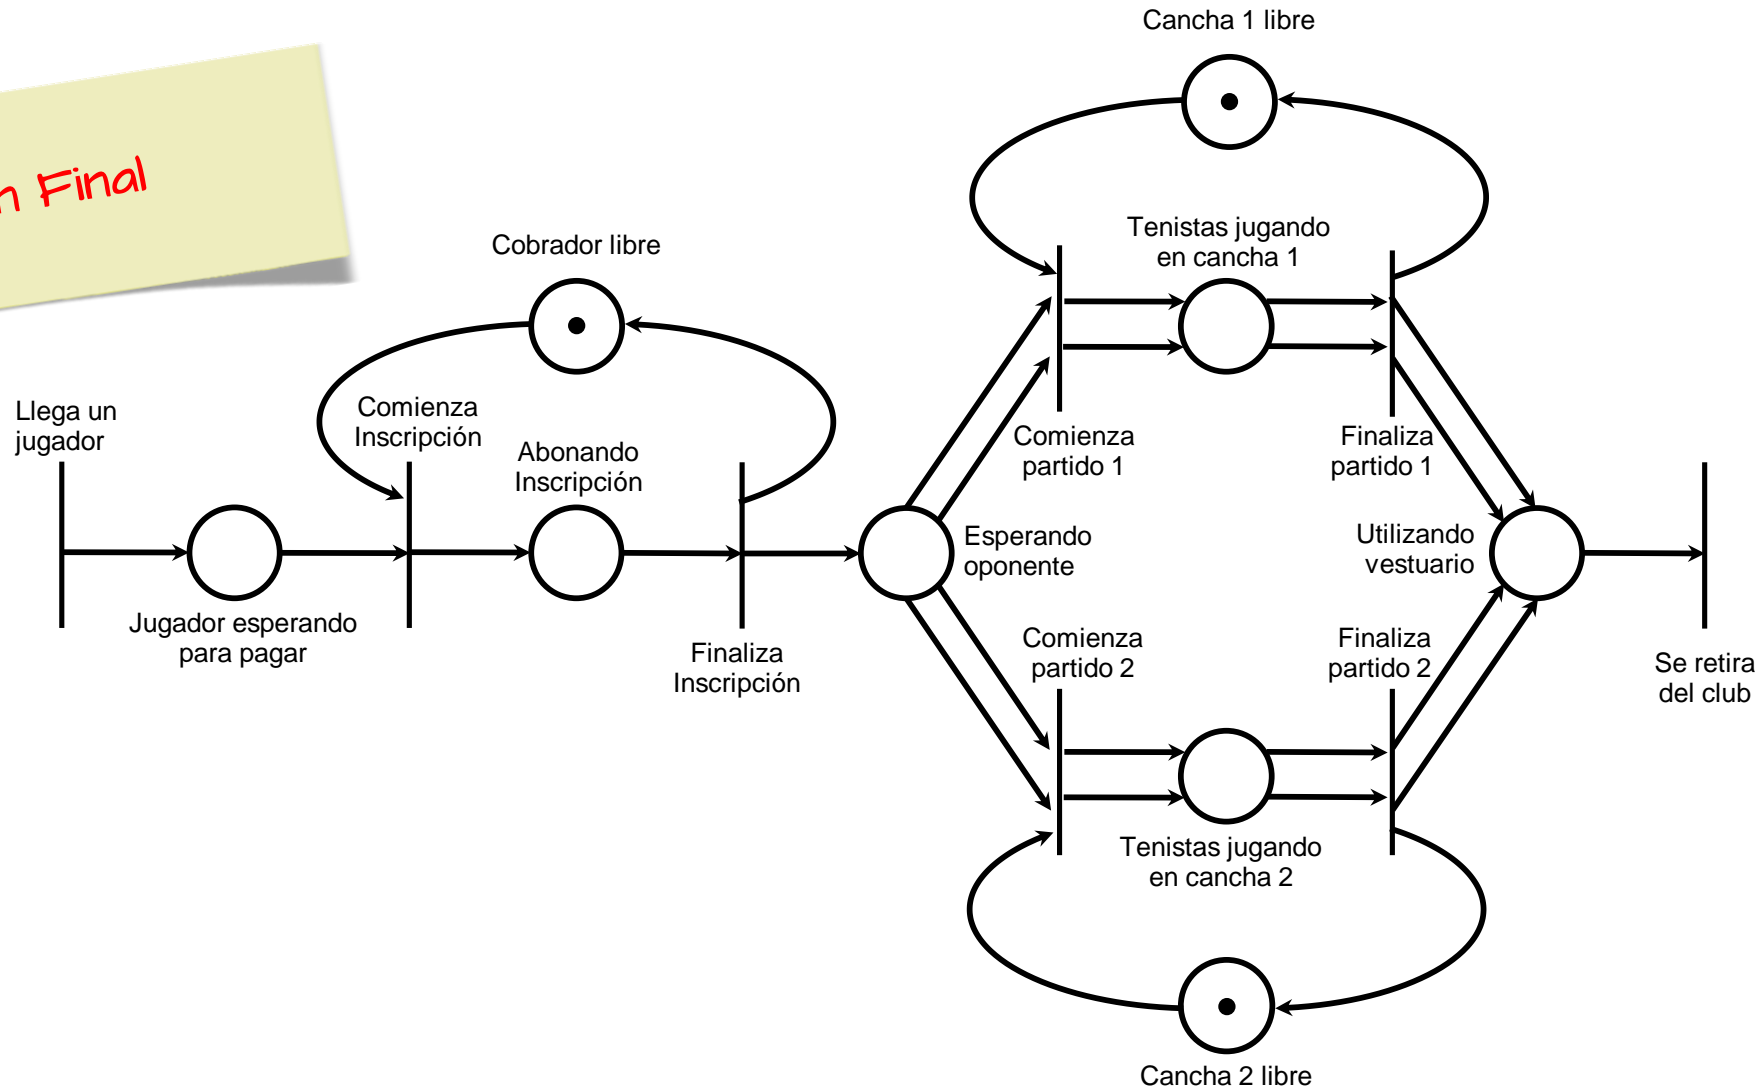 Cancha 1 libre
Final
Tenistas jugando
en cancha 1
Cobrador libre
Llega un
jugador
Comienza
Inscripción
Abonando
Inscripción
Comienza
partido 1
Finaliza
partido 1
Esperando
oponente
Utilizando
vestuario
Jugador esperando
para pagar
Finaliza
Inscripción
Comienza
partido 2
Finaliza
partido 2
Se retira
del club
Tenistas jugando
en cancha 2
Cancha 2 libre